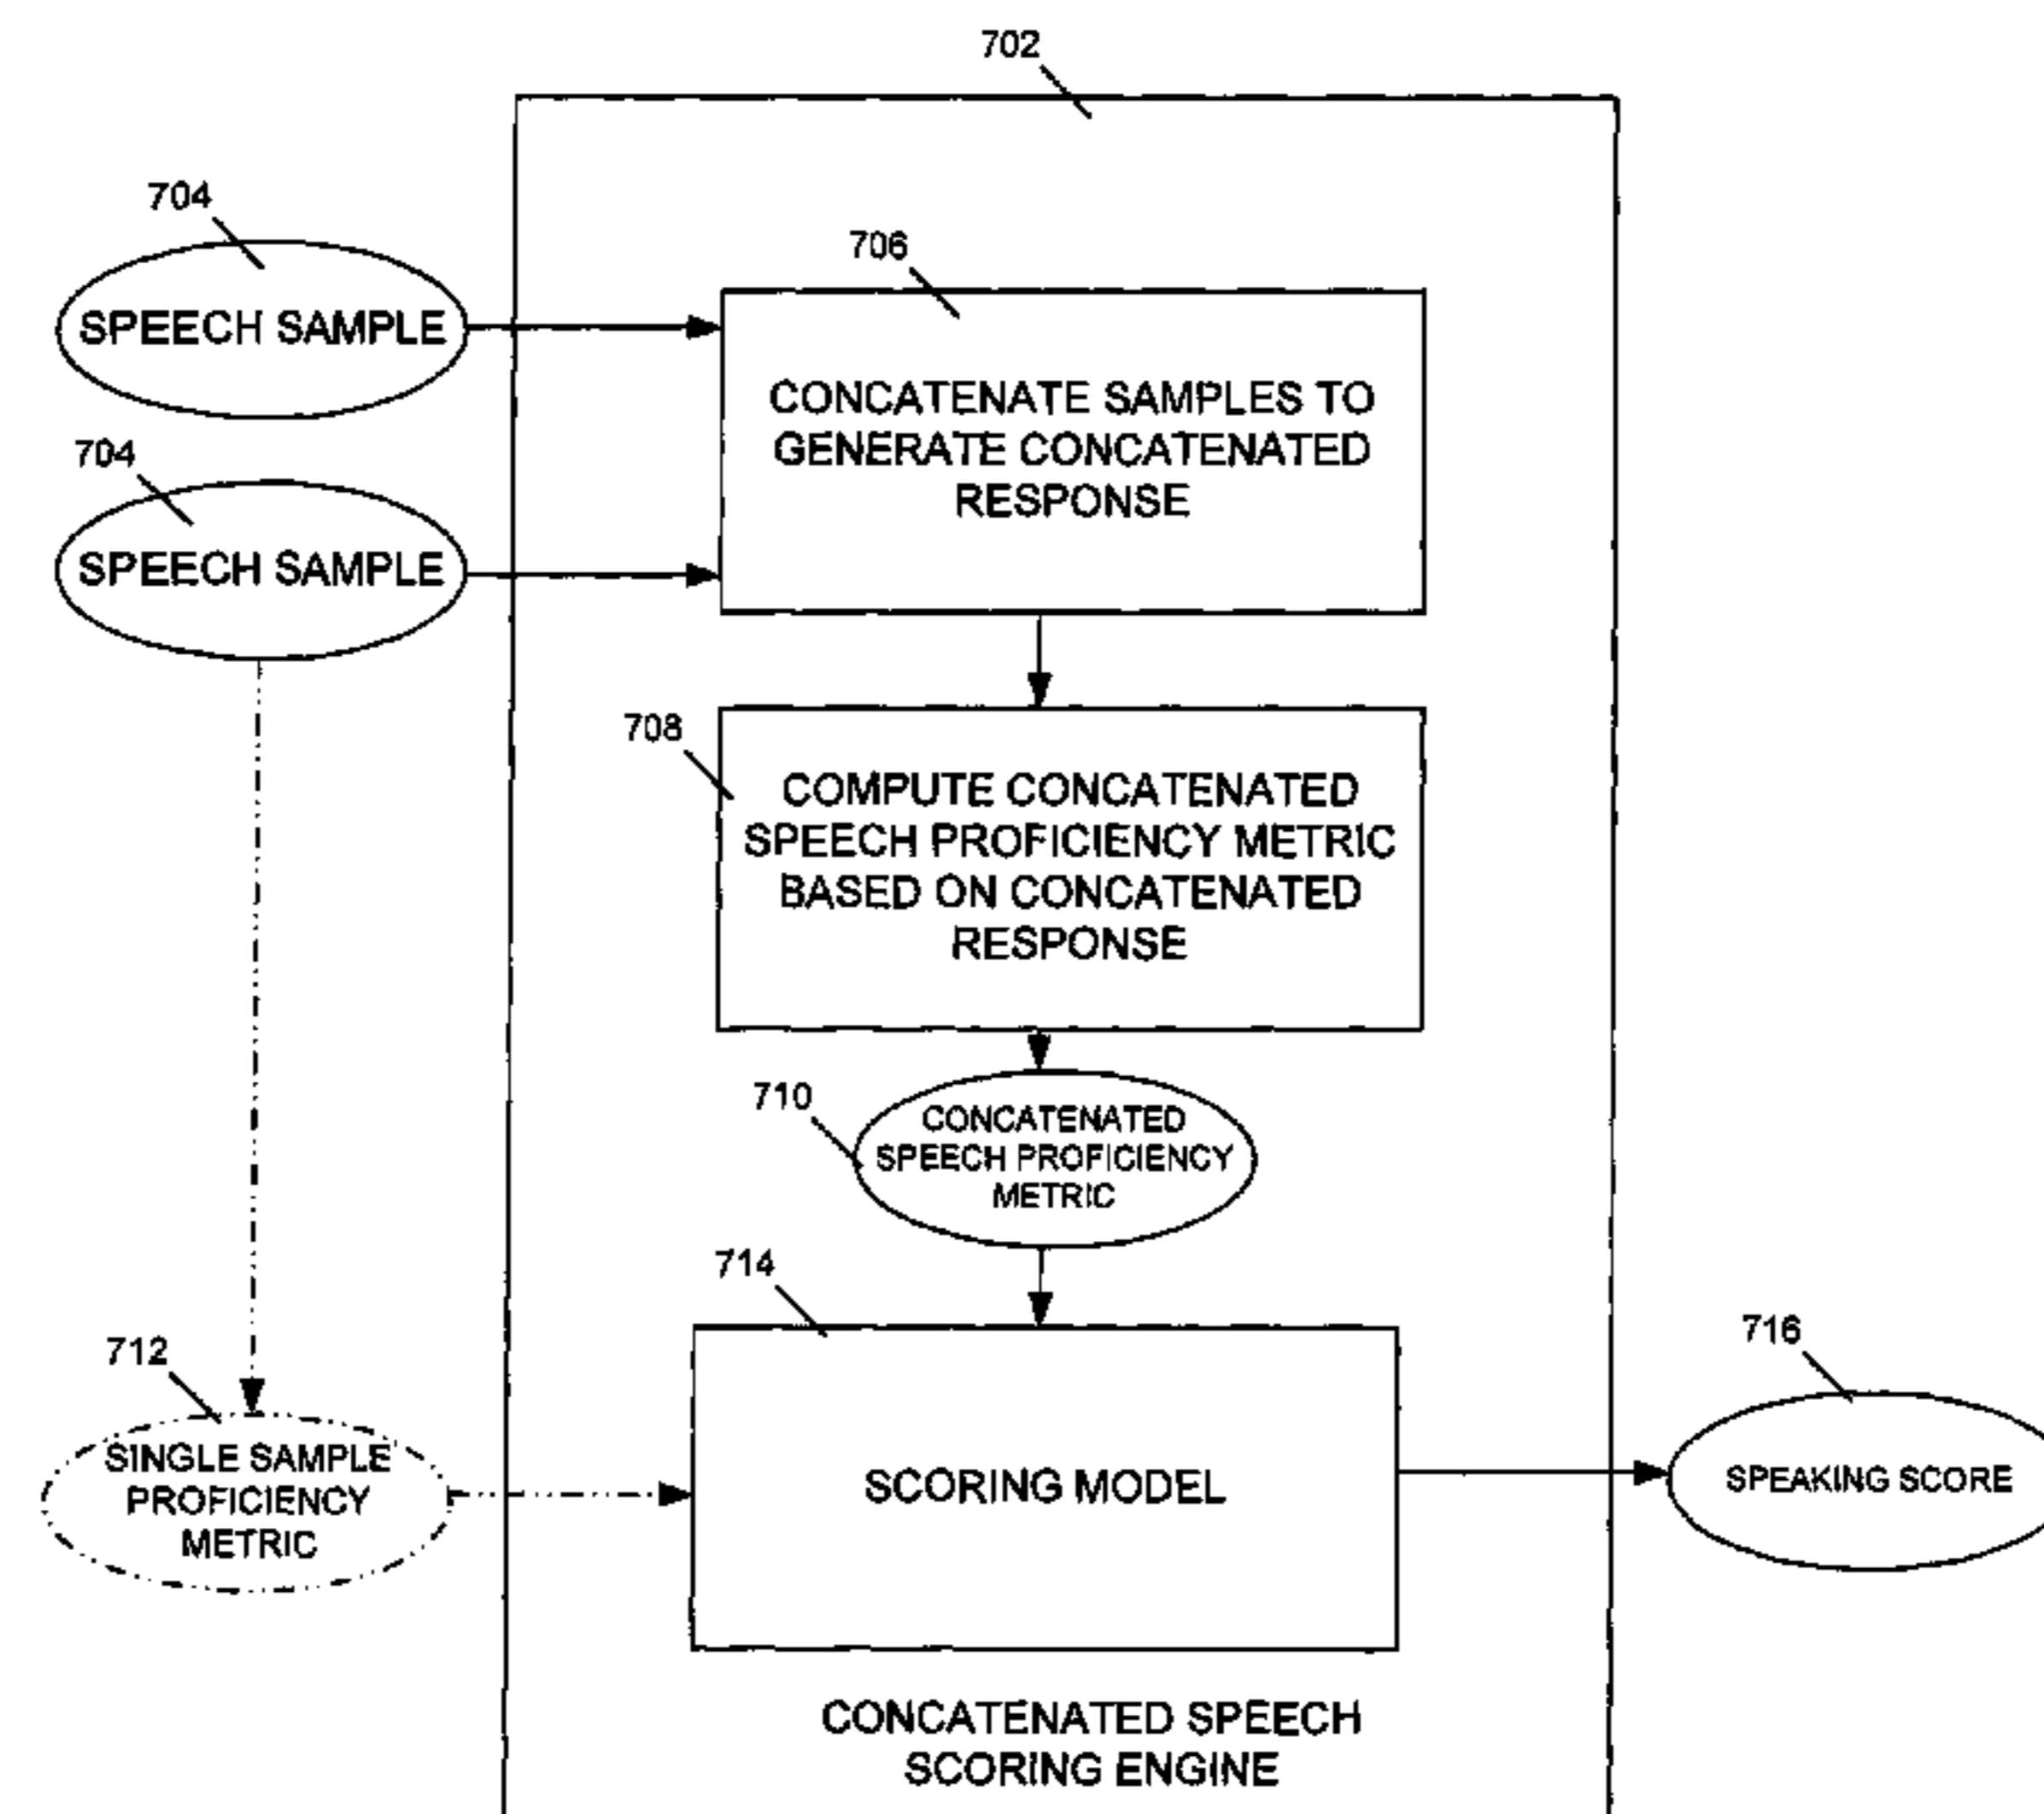 702
704
SPEECH SAMPLE
706
CONCATENATE SAMPLES TO
GENERATE CONCATENATED
RESPONSE
704
SPEECH SAMPLE
708
COMPUTE CONCATENATED
SPEECH PROFICIENCY METRIC
BASED ON CONCATENATED
RESPONSE
710
CONCATENATED
SPEECH PROFICIENCY
METRIC
714
712
SINGLE SAMPLE
PROFICIENCY
METRIC
SCORING MODEL
716
SPEAKING SCORE
CONCATENATED SPEECH
SCORING ENGINE